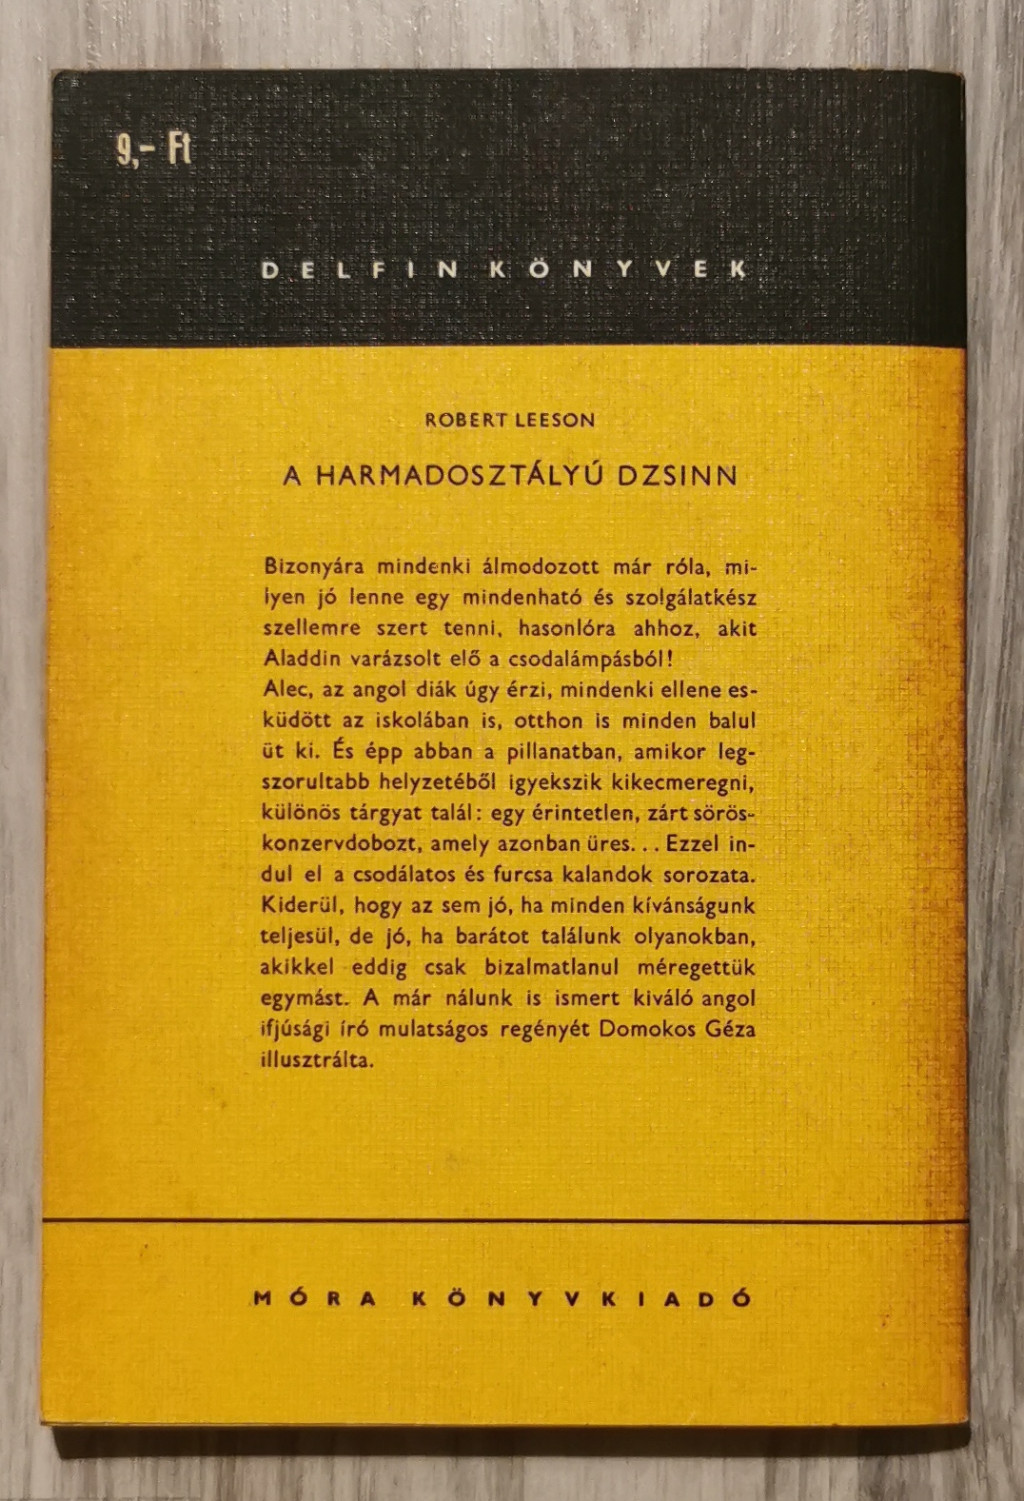 9,- Ft
DELFIN KÖNYVEK
ROBERT LEESON
A HARMADOSZTÁLYÚ DZSINN
Bizonyára mindenki álmodozott már róla, mi-
lyen jó lenne egy mindenható és szolgálatkész
szellemre szert tenni, hasonlóra ahhoz, akit
Aladdin varázsolt elő a csodalámpásból!
Alec, az angol diák úgy érzi, mindenki ellene es-
küdött az iskolában is, otthon is minden balul
üt ki. És épp abban a pillanatban, amikor leg-
szorultabb helyzetéből igyekszik kikecmeregni,
különös tárgyat talál: egy érintetlen, zárt sörös-
konzervdobozt, amely azonban üres... Ezzel in-
dul el a csodálatos és furcsa kalandok sorozata.
Kiderül, hogy az sem jó, ha minden kívánságunk
teljesül, de jó, ha barátot találunk olyanokban,
akikkel eddig csak bizalmatlanul méregettük
egymást. A már nálunk is ismert kiváló angol
ifjúsági író mulatságos regényét Domokos Géza
illusztrálta.
MÓRA KÖNYVKIADÓ